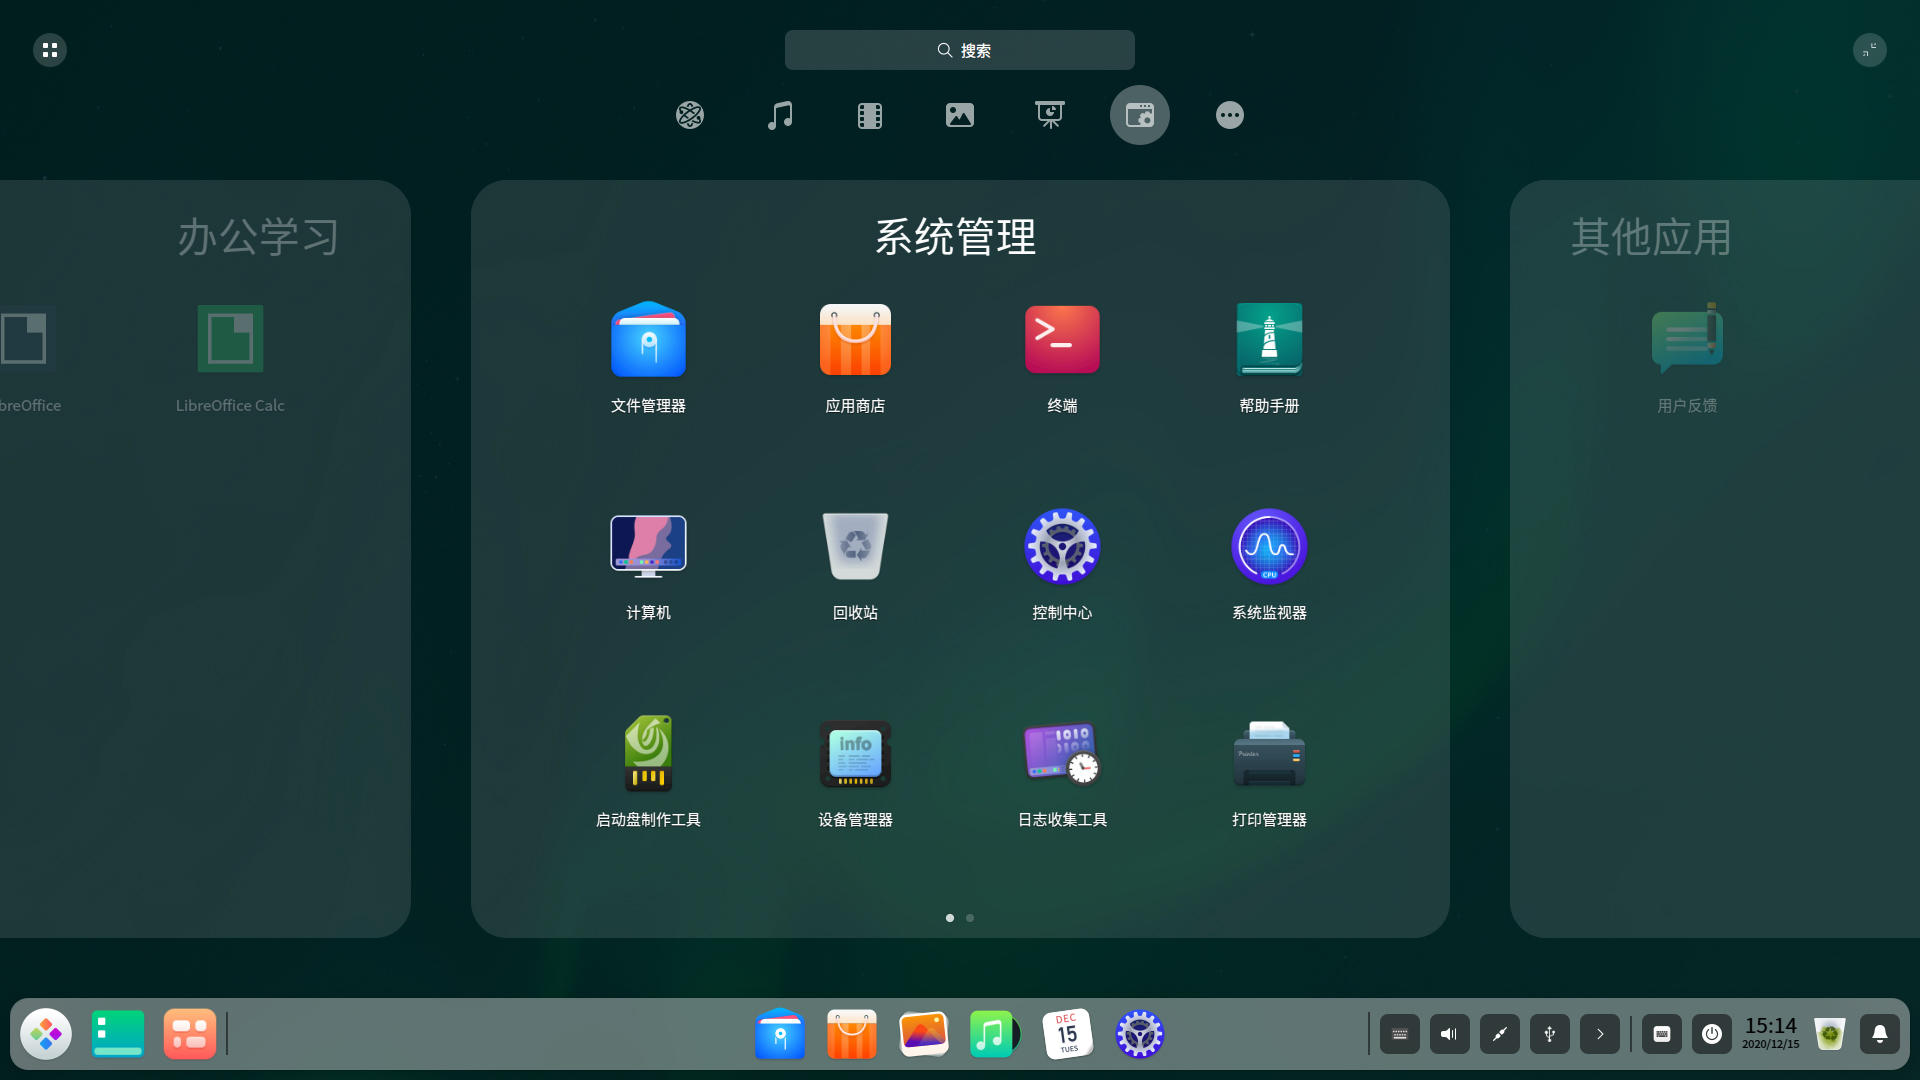 搜索
办公学习
系统管理
其他应用
breOffice
LibreOffice Calc
文件管理器
应用商店
终端
帮助手册
用户反馈
计算机
回收站
控制中心
CPU
系统监视器
info
1010
启动盘制作工具
设备管理器
日志收集工具
打印管理器
DEC
15
TUES
15:14
2020/12/15